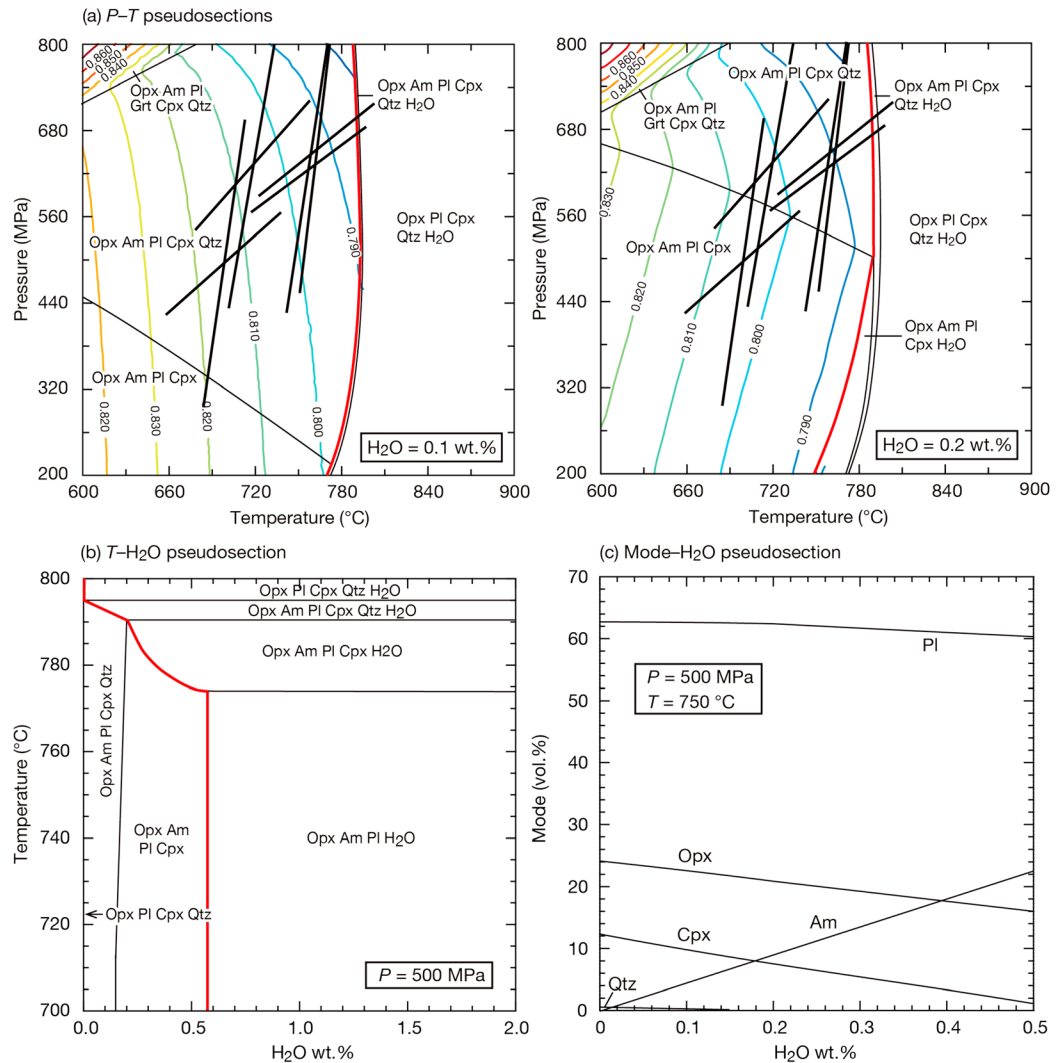 (a) P–T pseudosections
800
680
560
440
320
200
Pressure (MPa)
600
660
720
780
840
900
Temperature (°C)
0.860
0.850
0.840
Opx Am Pl
Grt Cpx Qtz
Opx Am Pl Cpx
Qtz H2O
Opx Am Pl Cpx Qtz
Opx Pl Cpx
Qtz H2O
0.790
0.810
Opx Am Pl Cpx
0.820
0.830
0.820
0.800
H2O = 0.1 wt.%
800
680
560
440
320
200
Pressure (MPa)
600
660
720
780
840
900
Temperature (°C)
0.860
0.850
0.840
Opx Am Pl Cpx Qtz
Opx Am Pl
Grt Cpx Qtz
Opx Am Pl Cpx
Qtz H2O
0.830
Opx Am Pl Cpx
Opx Pl Cpx
Qtz H2O
0.820
0.810
0.800
0.790
Opx Am Pl
Cpx H2O
H2O = 0.2 wt.%
(b) T–H2O pseudosection
800
780
760
740
720
700
Temperature (°C)
0.0
0.5
1.0
1.5
2.0
H2O wt.%
Opx Pl Cpx Qtz H2O
Opx Am Pl Cpx Qtz H2O
Opx Am Pl Cpx H2O
Opx Am Pl Cpx Qtz
Opx Am
Pl Cpx
Opx Am Pl H2O
Opx Pl Cpx Qtz
P = 500 MPa
(c) Mode–H2O pseudosection
70
60
50
40
30
20
10
0
Mode (vol.%)
0
0.1
0.2
0.3
0.4
0.5
H2O wt.%
Pl
P = 500 MPa
T = 750 °C
Opx
Am
Cpx
Qtz